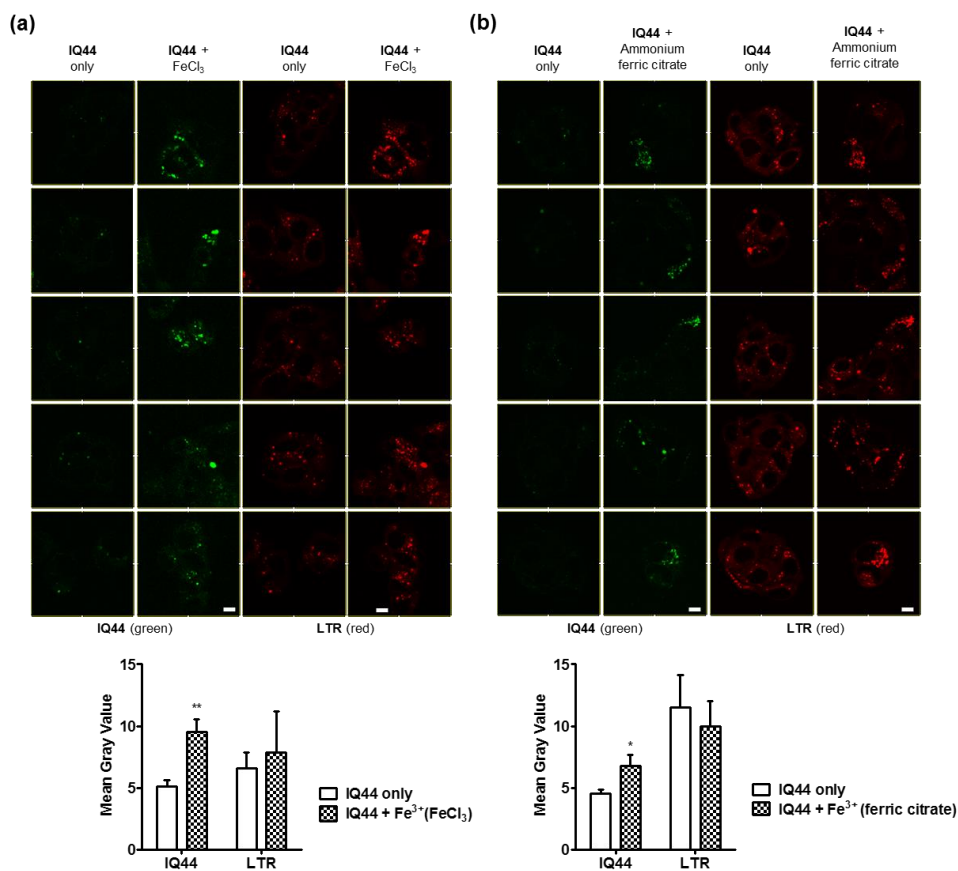 (a)
IQ44 only
IQ44 + FeCl₃
IQ44 only
IQ44 + FeCl₃
IQ44 (green)
LTR (red)
Mean Gray Value
15
10
5
0
**
IQ44
LTR
IQ44 only
IQ44 + Fe³⁺(FeCl₃)
(b)
IQ44 only
IQ44 + Ammonium ferric citrate
IQ44 only
IQ44 + Ammonium ferric citrate
IQ44 (green)
LTR (red)
Mean Gray Value
15
10
5
0
*
IQ44
LTR
IQ44 only
IQ44 + Fe³⁺ (ferric citrate)